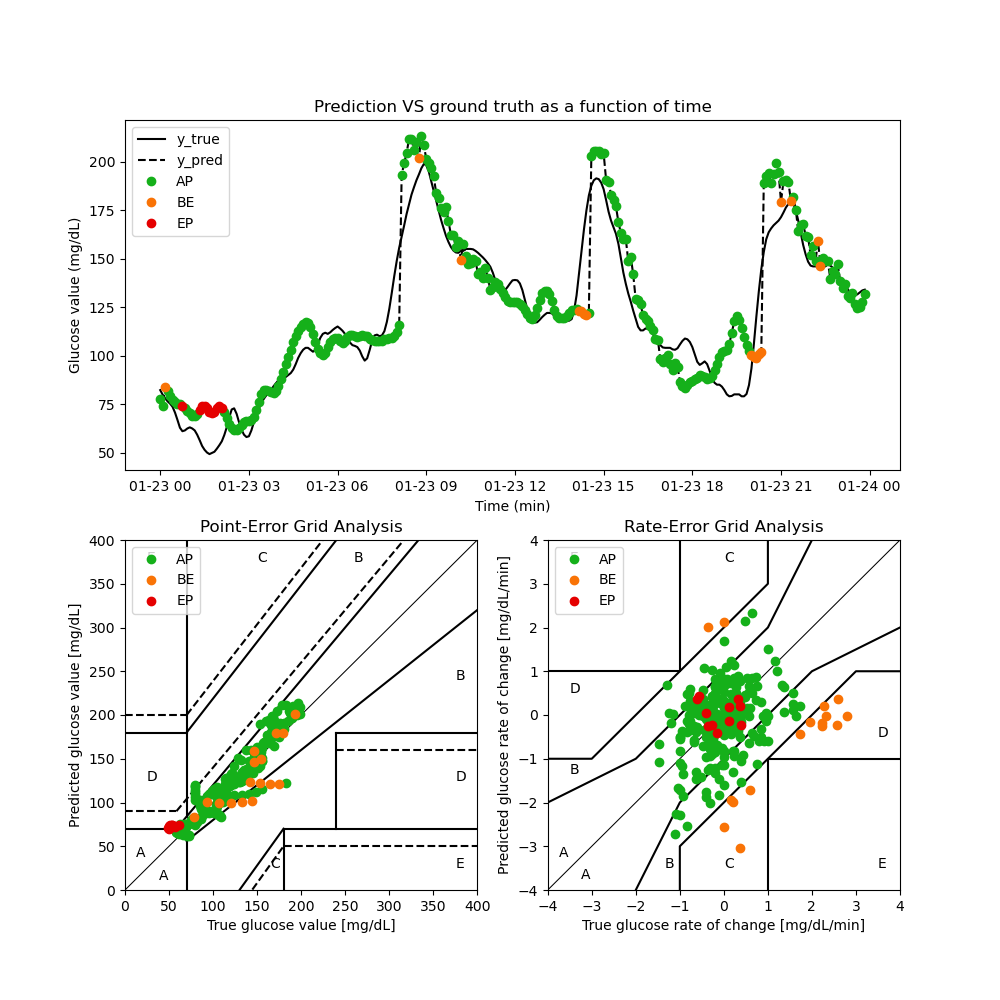 Prediction VS ground truth as a function of time
Glucose value (mg/dL)
200
175
150
125
100
75
50
y_true
y_pred
AP
BE
EP
01-23 00 01-23 03 01-23 06 01-23 09 01-23 12 01-23 15 01-23 18 01-23 21 01-24 00
Time (min)
Point-Error Grid Analysis
Predicted glucose value [mg/dL]
400
350
300
250
200
150
100
50
0
AP
BE
EP
C
B
B
D
D
A
A
C
E
0 50 100 150 200 250 300 350 400
True glucose value [mg/dL]
Rate-Error Grid Analysis
Predicted glucose rate of change [mg/dL/min]
4
3
2
1
0
−1
−2
−3
−4
AP
BE
EP
C
D
D
B
A
A
B
C
E
−4 −3 −2 −1 0 1 2 3 4
True glucose rate of change [mg/dL/min]